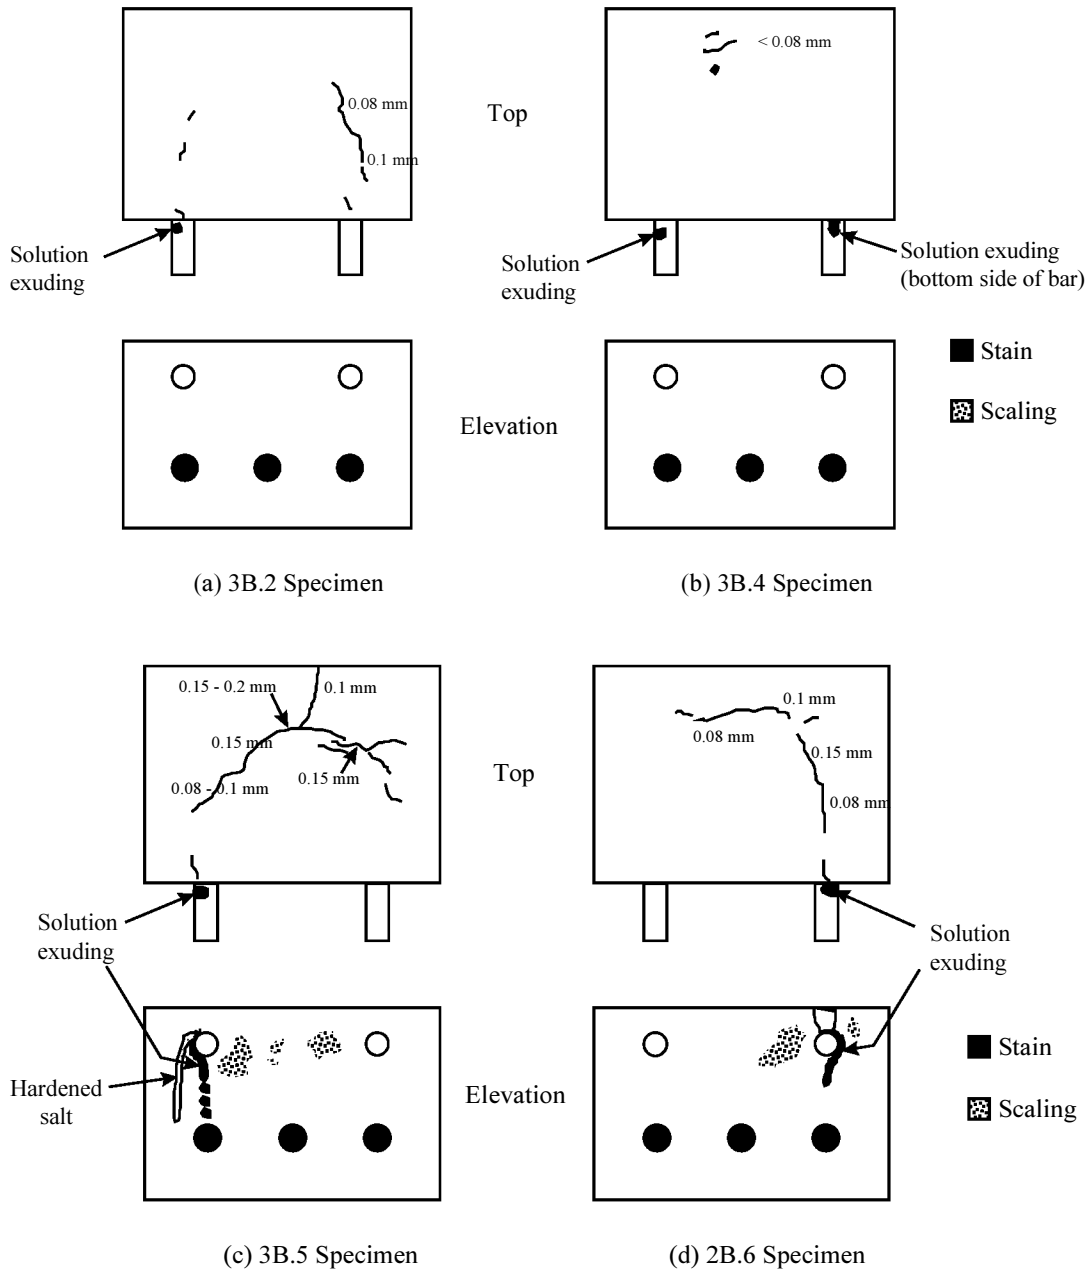 < 0.08 mm
0.08 mm
Top
0.1 mm
Solution
exuding
Solution
exuding
Solution exuding
(bottom side of bar)
Stain
Scaling
Elevation
(a) 3B.2 Specimen
(b) 3B.4 Specimen
0.15 - 0.2 mm
0.1 mm
0.15 mm
0.15 mm
0.08 - 0.1 mm
Top
0.1 mm
0.08 mm
0.15 mm
0.08 mm
Solution
exuding
Solution
exuding
Hardened
salt
Elevation
Stain
Scaling
(c) 3B.5 Specimen
(d) 2B.6 Specimen